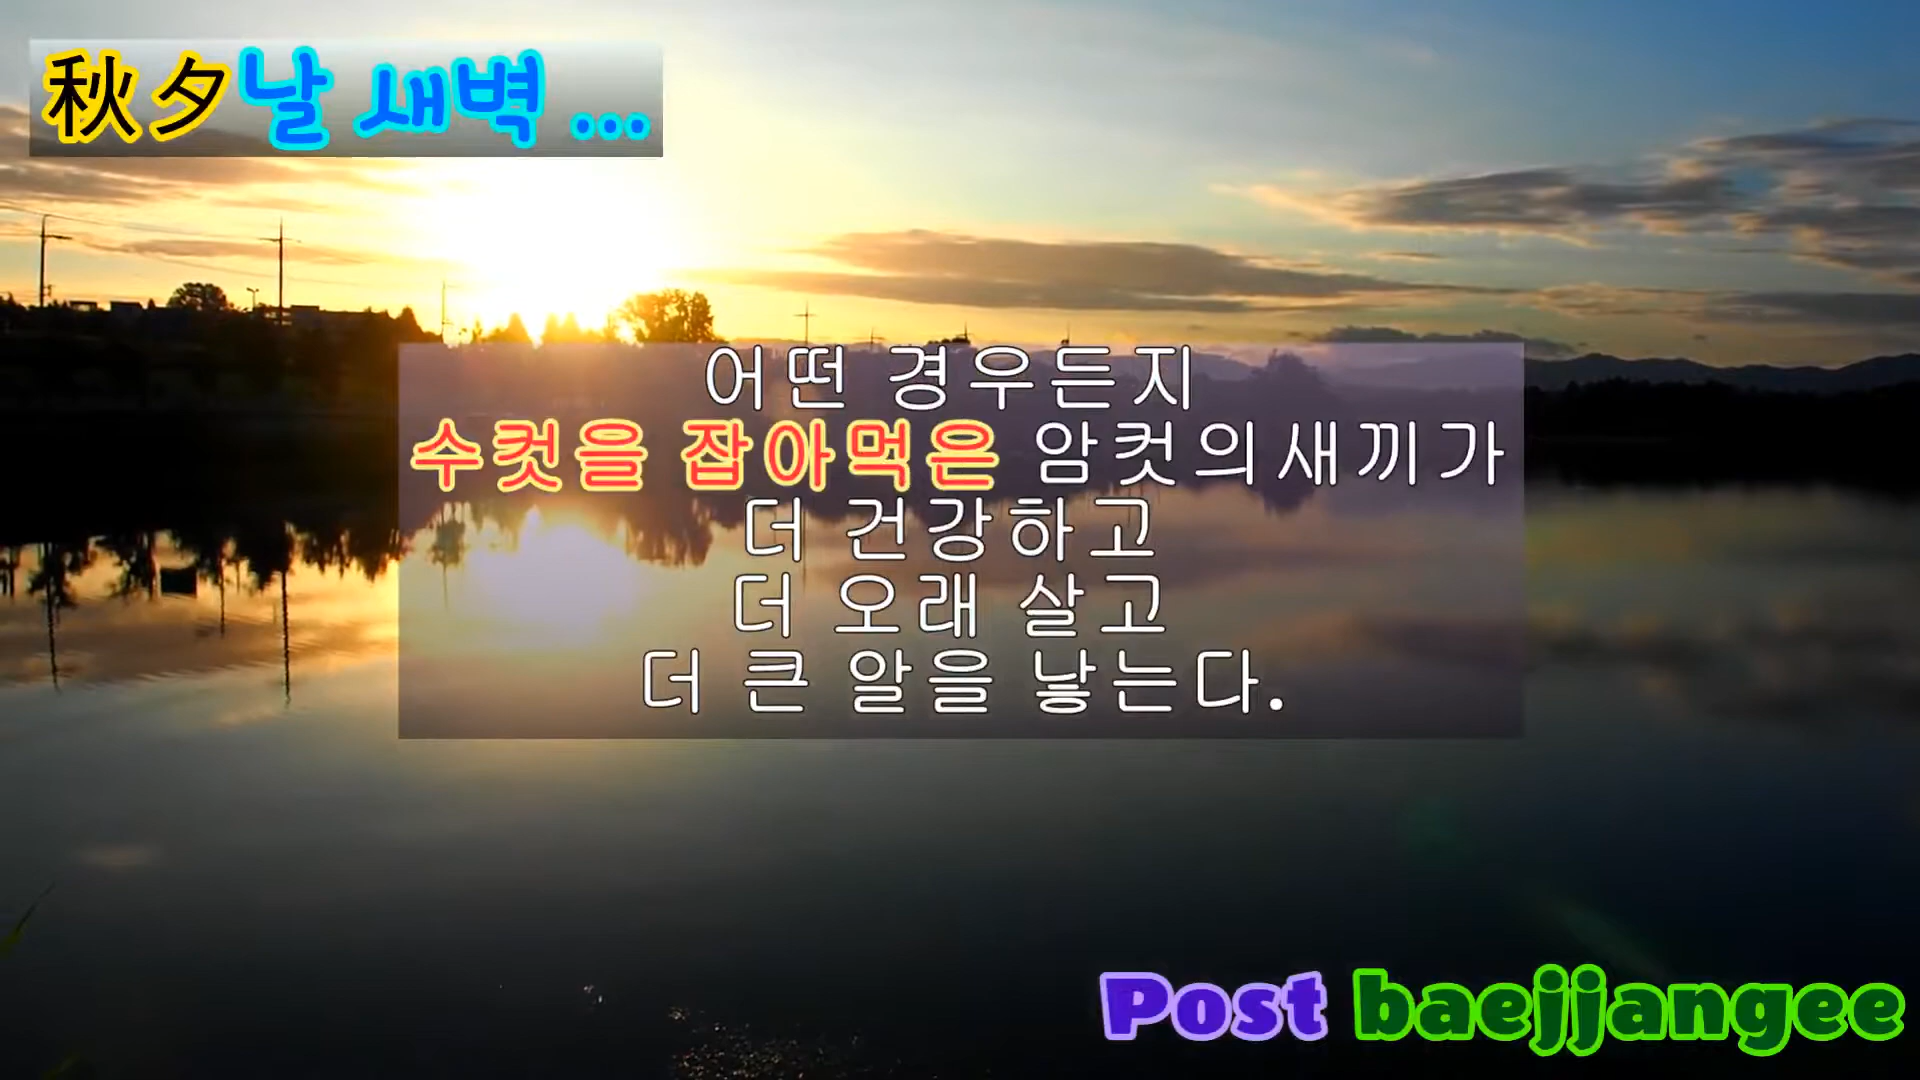 秋夕날 새벽 ...
어떤 경우든지
수컷을 잡아먹은 암컷의새끼가
더 건강하고
더 오래 살고
더 큰 알을 낳는다.
Post baejjangee